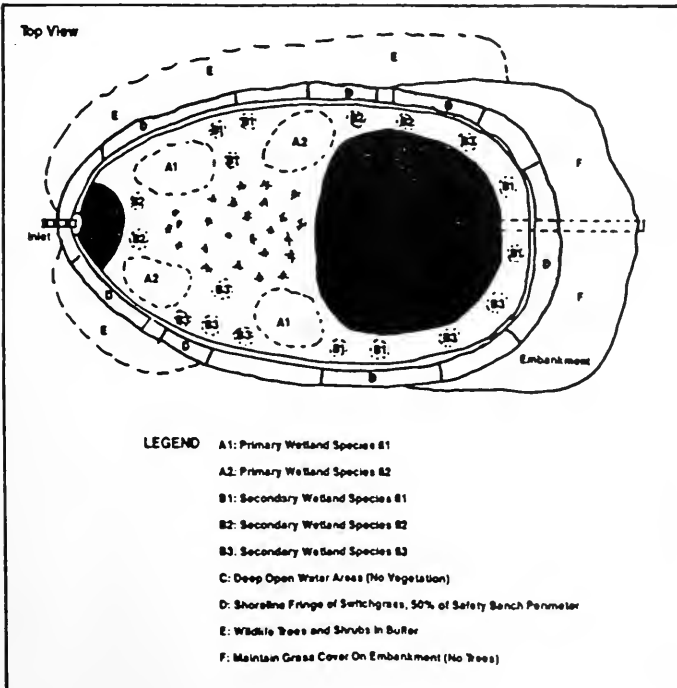 Top View
E
E
E
D
D
D
B1
B1
B2
B2
A1
B1
A2
B3
F
B3
B1
Inlet
B2
B1
D
A2
B3
B3
F
D
B3
B3
B3
A1
E
D
B1
B1
B3
Embankment
E
D
LEGEND
A1: Primary Wetland Species #1
A2: Primary Wetland Species #2
B1: Secondary Wetland Species #1
B2: Secondary Wetland Species #2
B3: Secondary Wetland Species #3
C: Deep Open Water Areas (No Vegetation)
D: Shoreline Fringe of Switchgrass, 50% of Safety Bench Perimeter
E: Wildlife Trees and Shrubs In Buffer
F: Maintain Grass Cover On Embankment (No Trees)